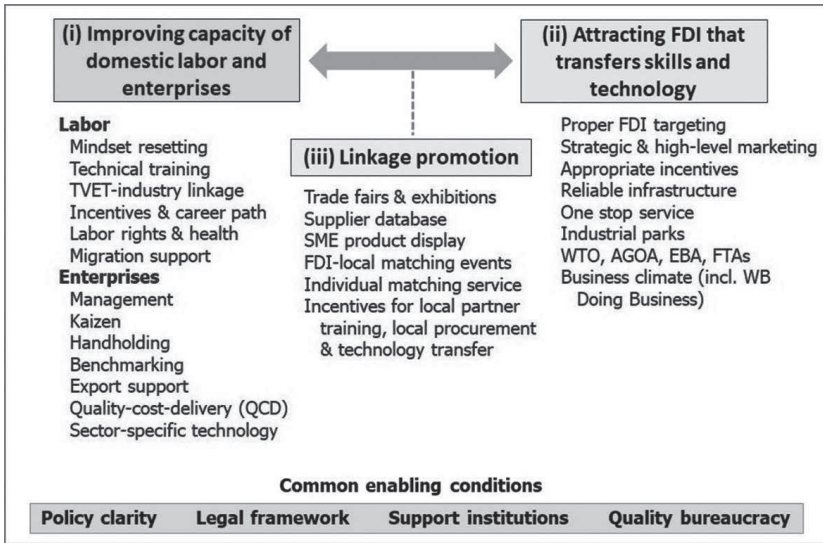 (i) Improving capacity of
domestic labor and
enterprises
Labor
Mindset resetting
Technical training
TVET-industry linkage
Incentives & career path
Labor rights & health
Migration support
Enterprises
Management
Kaizen
Handholding
Benchmarking
Export support
Quality-cost-delivery (QCD)
Sector-specific technology
(iii) Linkage promotion
Trade fairs & exhibitions
Supplier database
SME product display
FDI-local matching events
Individual matching service
Incentives for local partner
training, local procurement
& technology transfer
(ii) Attracting FDI that
transfers skills and
technology
Proper FDI targeting
Strategic & high-level marketing
Appropriate incentives
Reliable infrastructure
One stop service
Industrial parks
WTO, AGOA, EBA, FTAs
Business climate (incl. WB
Doing Business)
Common enabling conditions
Policy clarity Legal framework Support institutions Quality bureaucracy